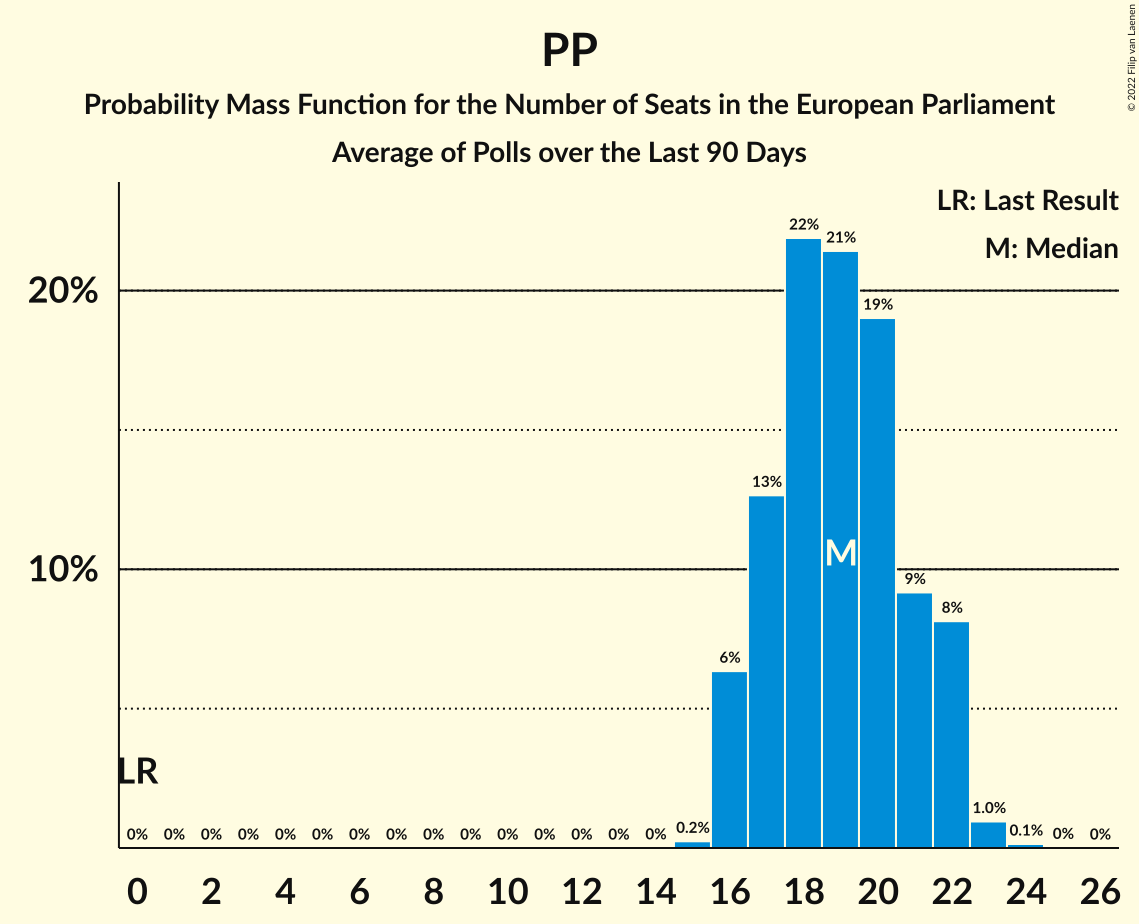 PP
Probability Mass Function for the Number of Seats in the European Parliament
Average of Polls over the Last 90 Days
© 2022 Filip van Laenen
LR: Last Result
M: Median
20%
10%
22%
21%
19%
13%
M
9%
8%
6%
LR
0% 0% 0% 0% 0% 0% 0% 0% 0% 0% 0% 0% 0% 0% 0% 0.2% 1.0% 0.1% 0% 0%
0 2 4 6 8 10 12 14 16 18 20 22 24 26